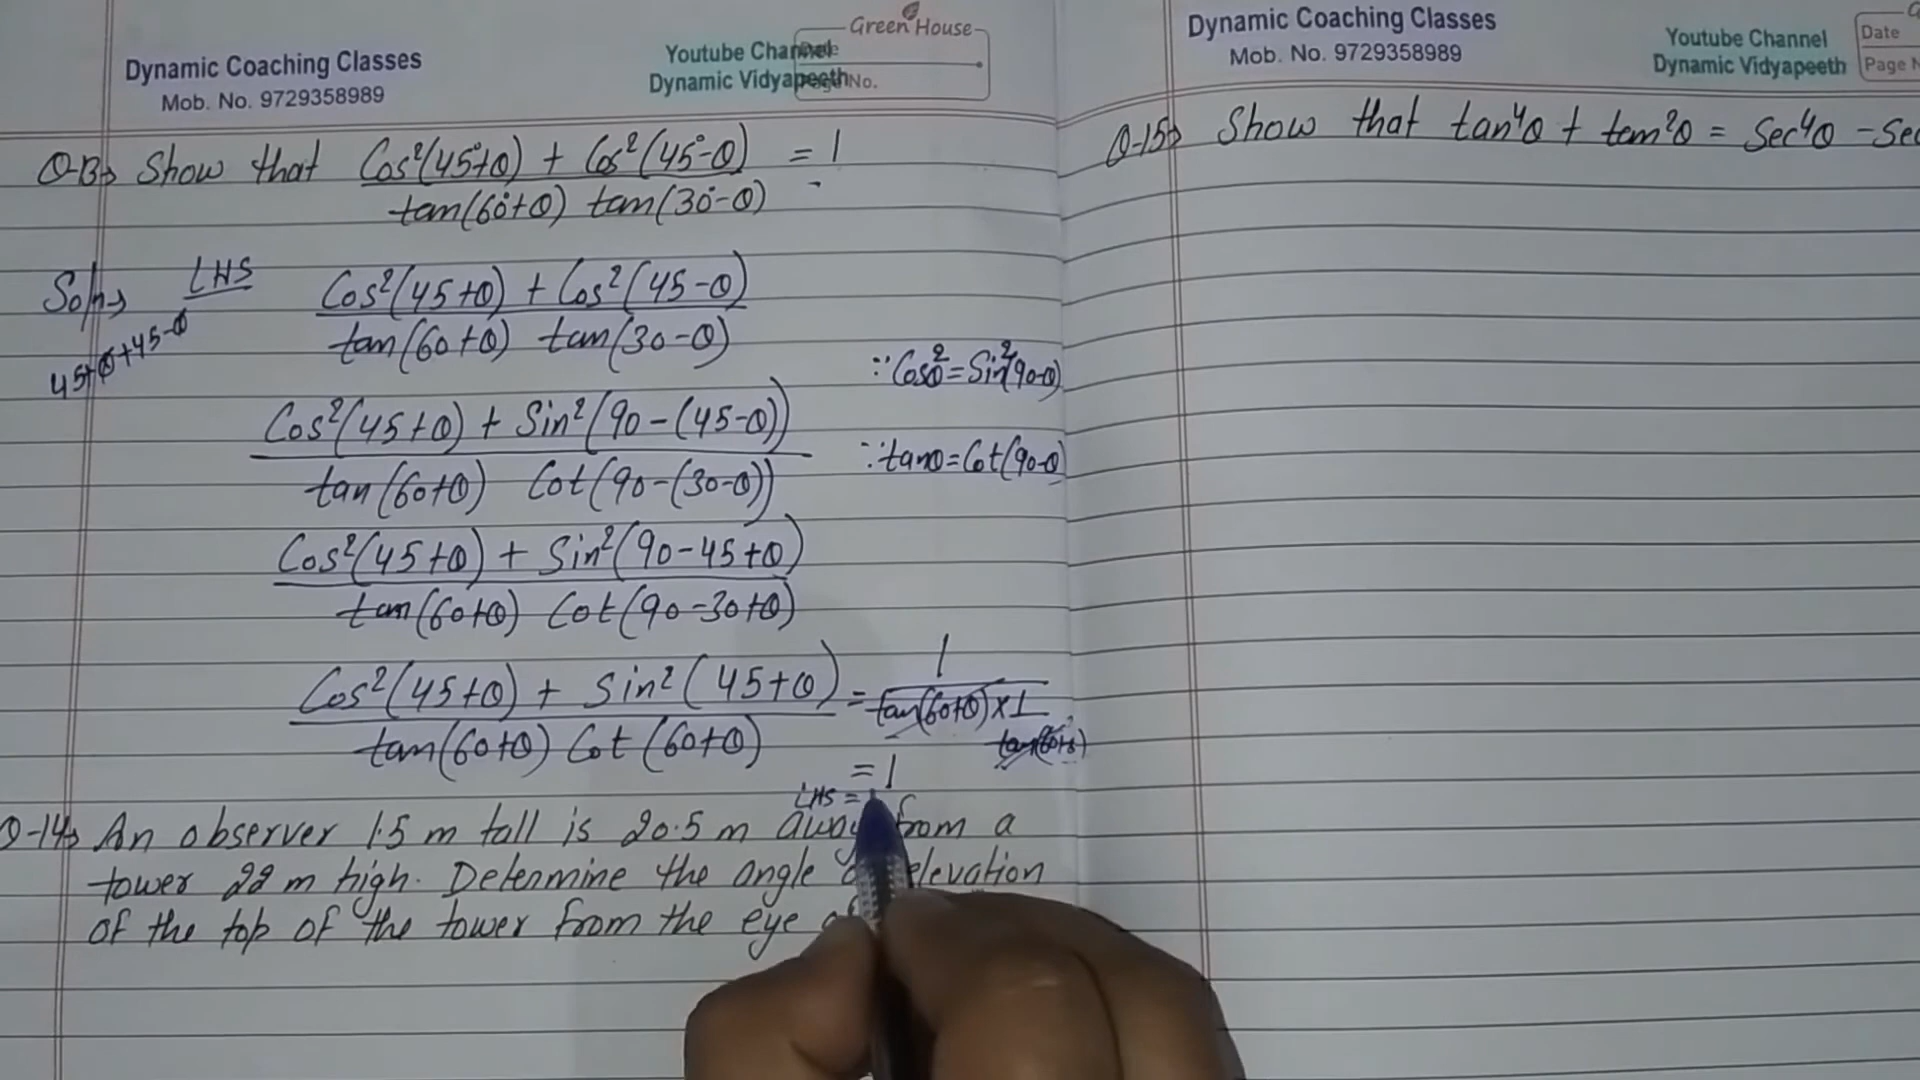 Dynamic Coaching Classes
Mob. No. 9729358989
Youtube Channel
Dynamic Vidyapeeth
Green House
No.
Q-13) Show that Cos²(45°+θ) + Cos²(45°-θ) = 1
tan(60°+θ) tan(30°-θ)
Soln) LHS Cos²(45+θ) + Cos²(45-θ)
tan(60+θ) tan(30-θ)
45+θ+45-θ
∵ Cos²θ = Sin²(90-θ)
Cos²(45+θ) + Sin²(90-(45-θ))
tan(60+θ) Cot(90-(30-θ))
∵ tanθ = Cot(90-θ)
Cos²(45+θ) + Sin²(90-45+θ)
tan(60+θ) Cot(90-30+θ)
Cos²(45+θ) + Sin²(45+θ) = 1
tan(60+θ) Cot(60+θ) tan(60+θ) × 1
tan(60+θ)
= 1
LHS =
Q-14) An observer 1.5 m tall is 20.5 m away from a
tower 22 m high. Determine the angle elevation
of the top of the tower from the eye
Dynamic Coaching Classes
Mob. No. 9729358989
Youtube Channel
Dynamic Vidyapeeth
Date
Page N
Q-15) Show that tan⁴θ + tan²θ = Sec⁴θ - Sec